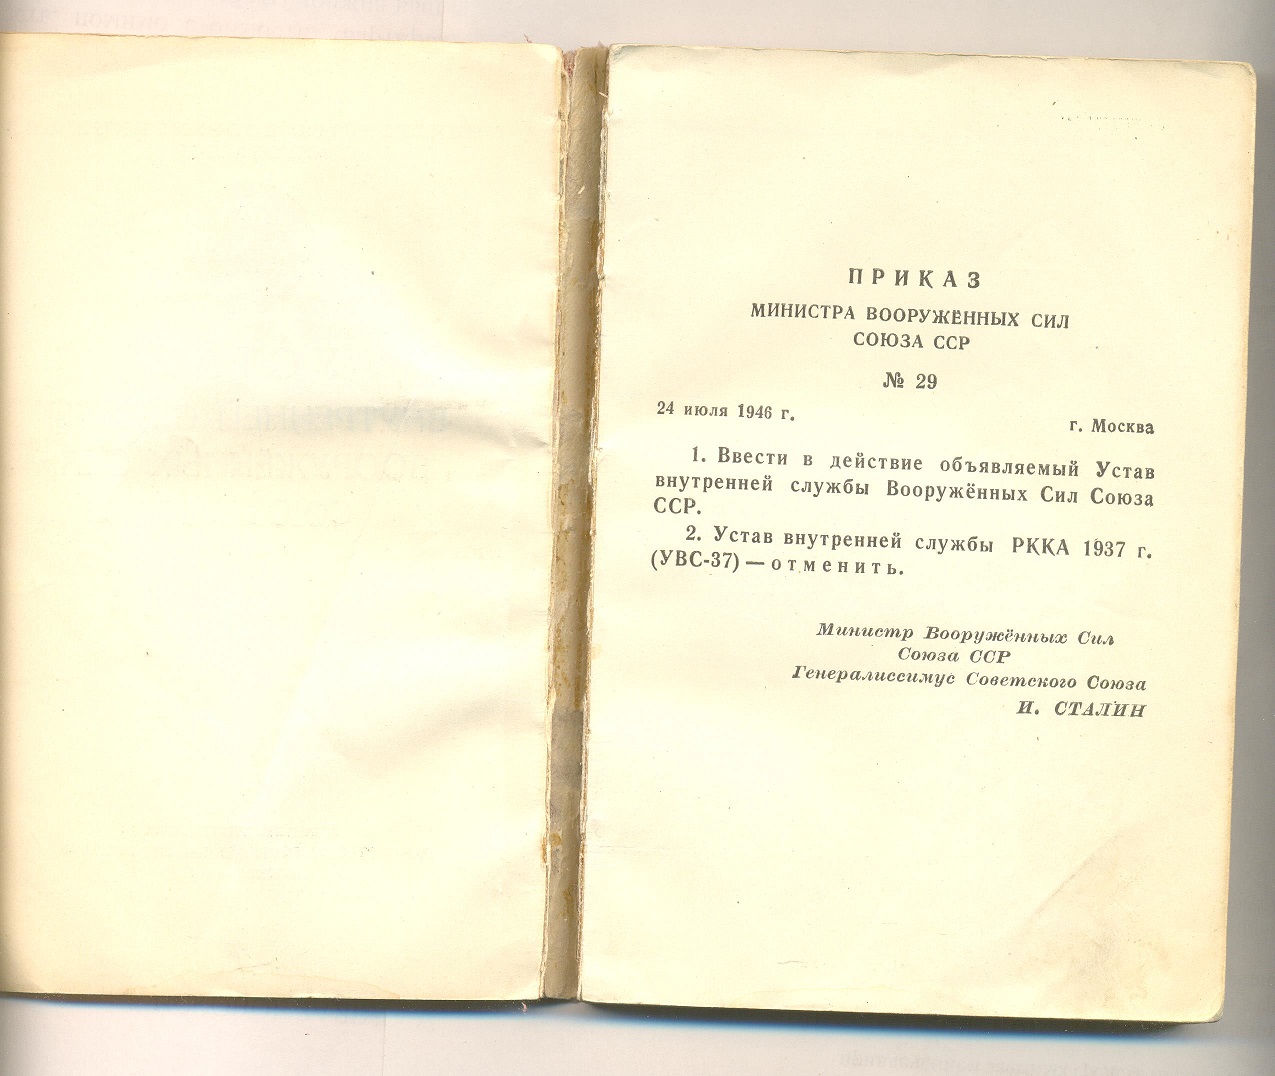 ПРИКАЗ
МИНИСТРА ВООРУЖЁННЫХ СИЛ
СОЮЗА ССР
№ 29
24 июля 1946 г.
г. Москва
1. Ввести в действие объявляемый Устав
внутренней службы Вооружённых Сил Союза
ССР.
2. Устав внутренней службы РККА 1937 г.
(УВС-37) — отменить.
Министр Вооружённых Сил
Союза ССР
Генералиссимус Советского Союза
И. СТАЛИН